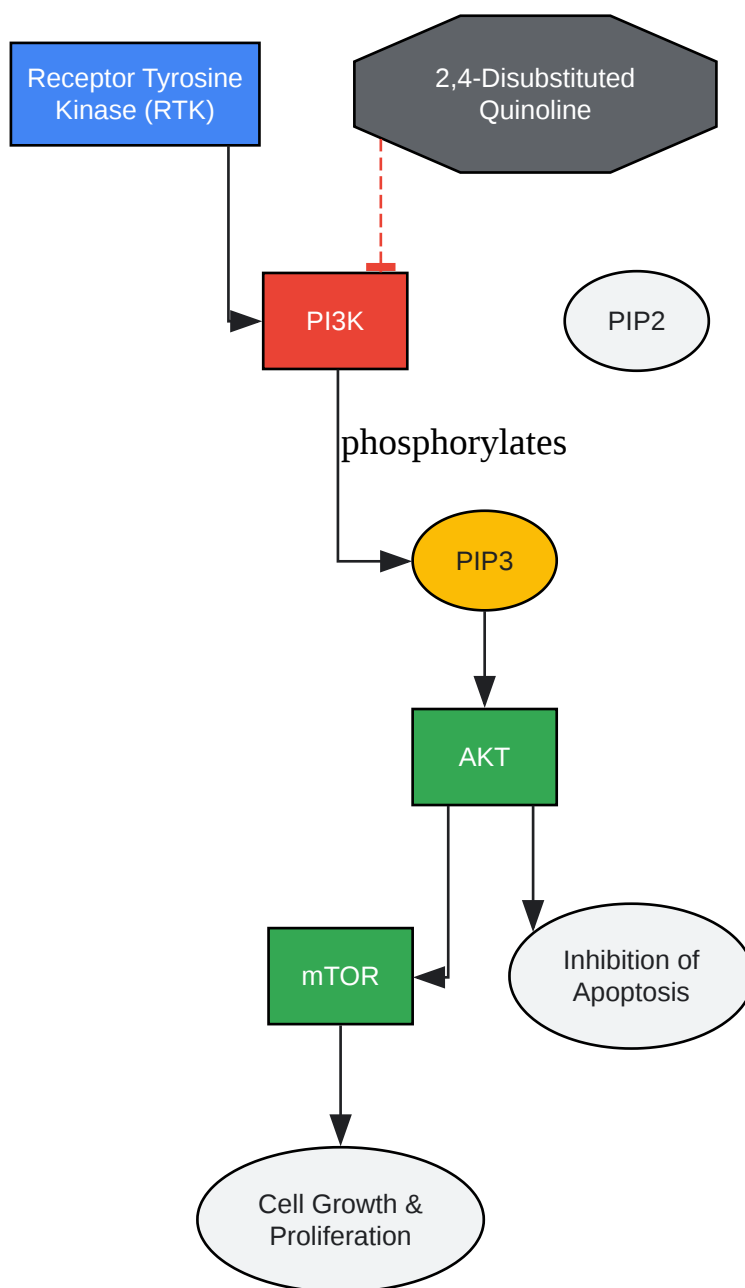 Receptor Tyrosine
Kinase (RTK)
2,4-Disubstituted
Quinoline
PI3K
PIP2
phosphorylates
PIP3
AKT
mTOR
Inhibition of
Apoptosis
Cell Growth &
Proliferation